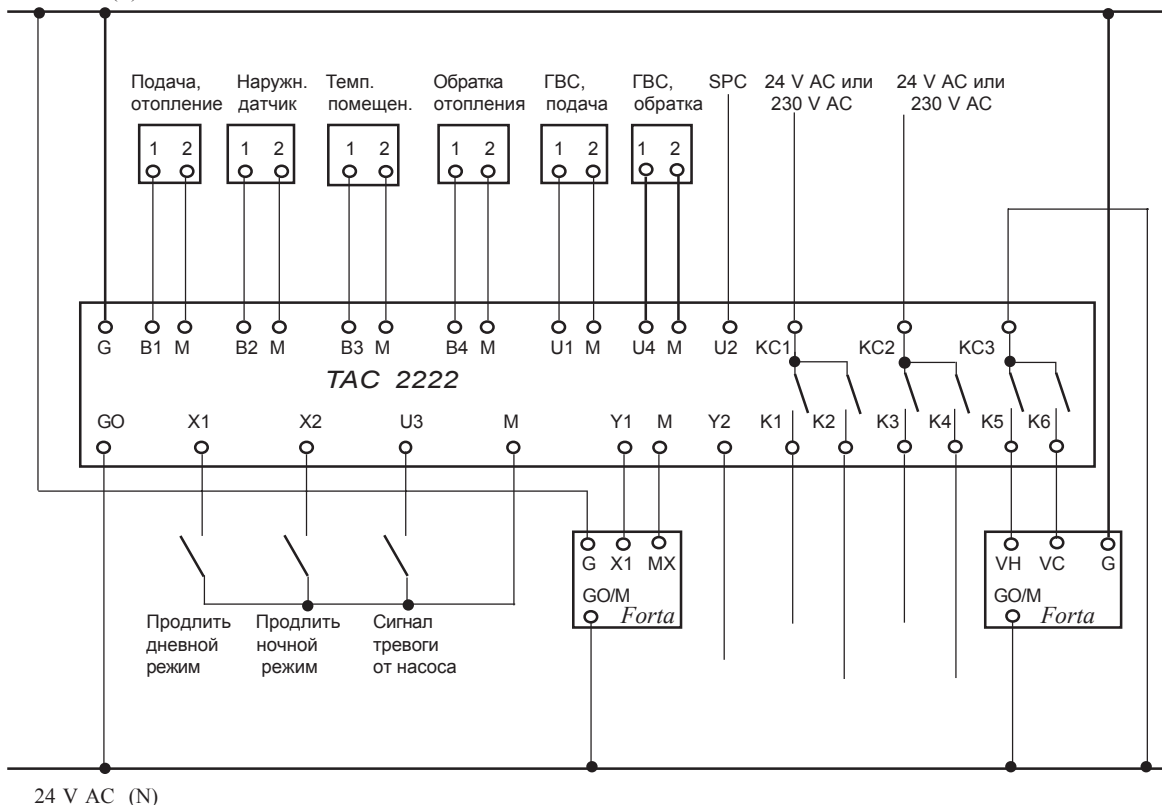 Подача,
отопление
Наружн.
датчик
Темп.
помещен.
Обратка
отопления
ГВС,
подача
ГВС,
обратка
SPC
24 V AC или
230 V AC
24 V AC или
230 V AC
1 2
1 2
1 2
1 2
1 2
1 2
G B1 M B2 M B3 M B4 M U1 M U4 M U2 KC1 KC2 KC3
TAC 2222
GO X1 X2 U3 M Y1 M Y2 K1 K2 K3 K4 K5 K6
G X1 MX
GO/M
Forta
VH VC G
GO/M
Forta
Продлить
дневной
режим
Продлить
ночной
режим
Сигнал
тревоги
от насоса
24 V AC (N)